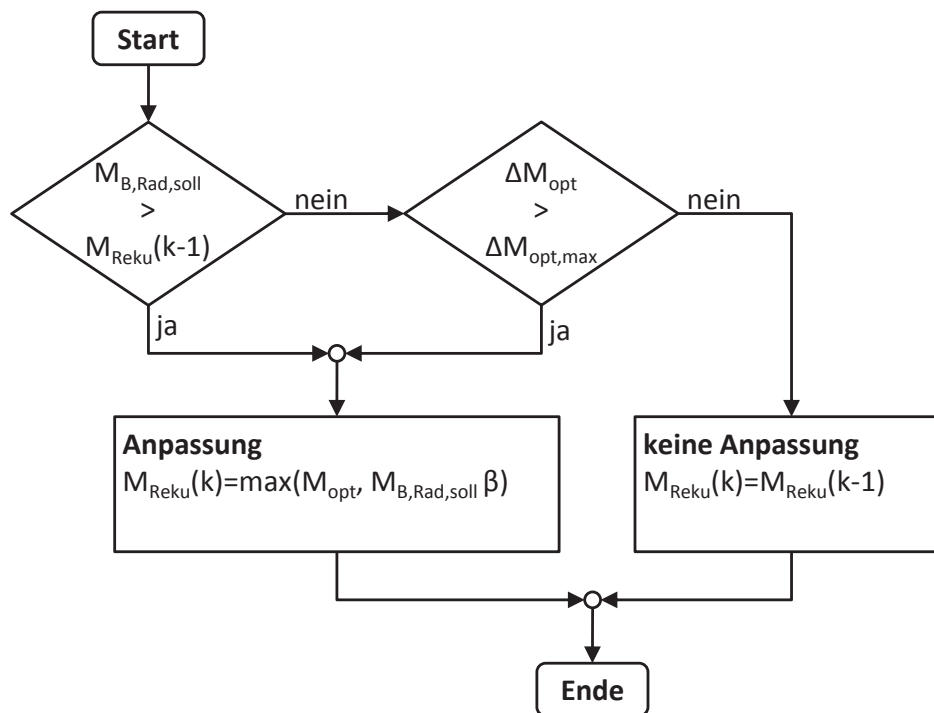 Start
M_B,Rad,soll
>
M_Reku(k-1)
nein
ΔM_opt
>
ΔM_opt,max
nein
ja
ja
Anpassung
M_Reku(k)=max(M_opt, M_B,Rad,soll β)
keine Anpassung
M_Reku(k)=M_Reku(k-1)
Ende